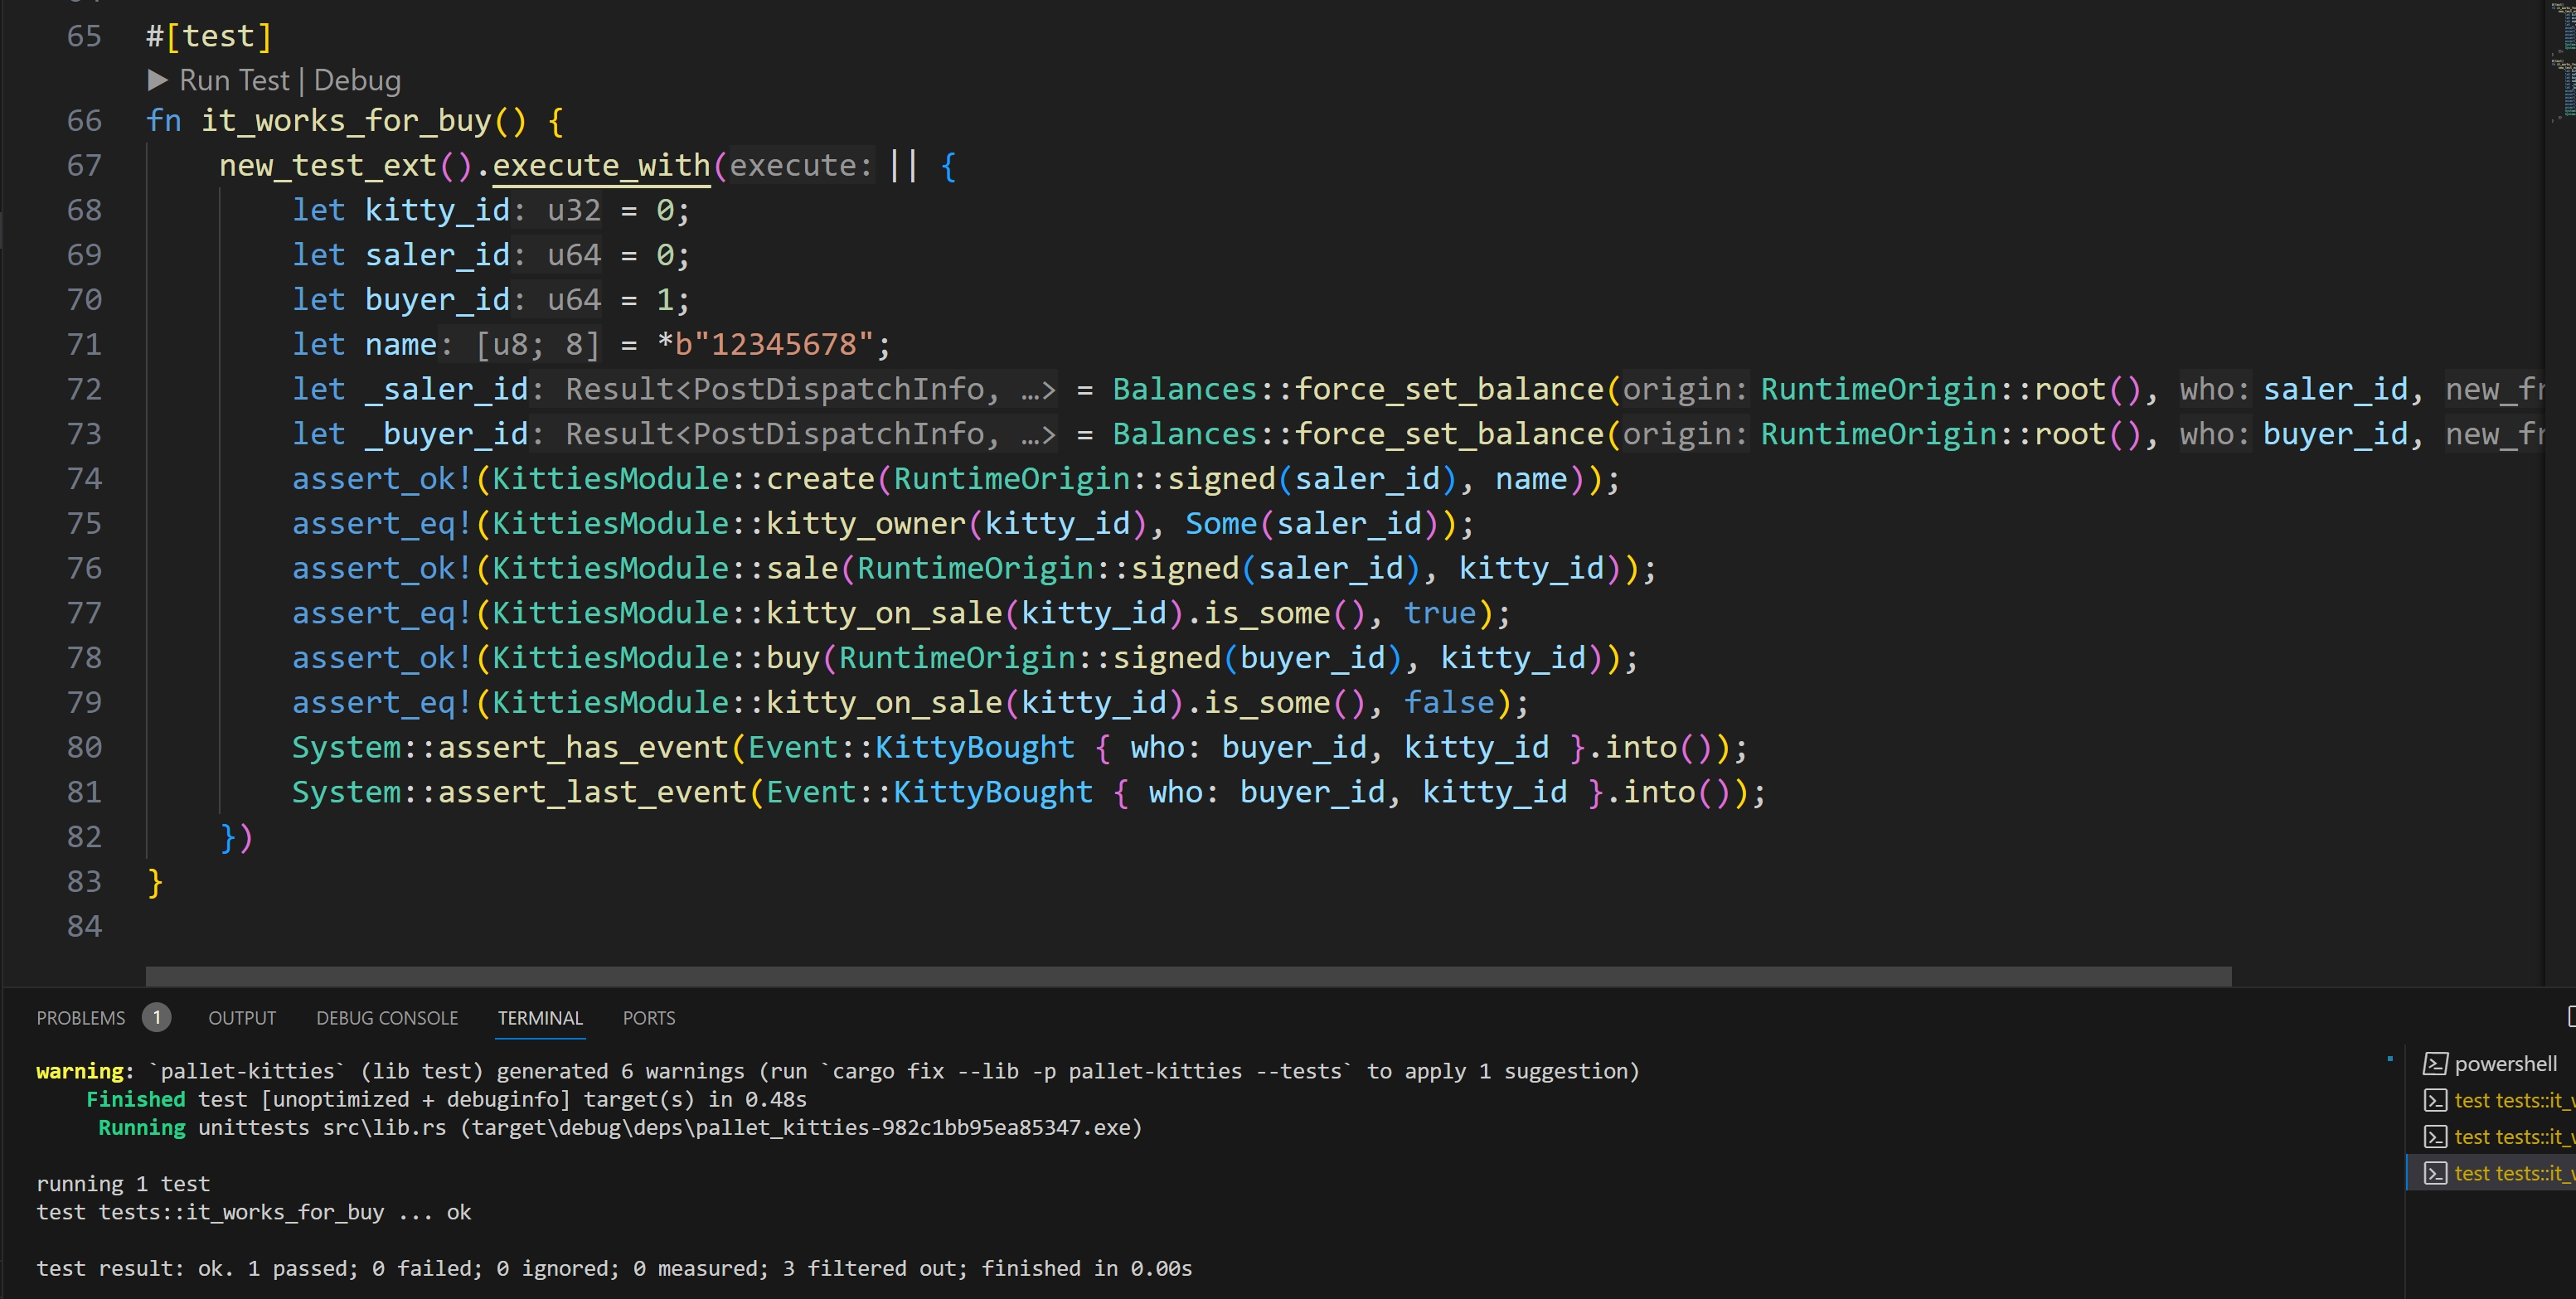 65 #[test]
▶ Run Test | Debug
66 fn it_works_for_buy() {
67 new_test_ext().execute_with(execute: || {
68 let kitty_id: u32 = 0;
69 let saler_id: u64 = 0;
70 let buyer_id: u64 = 1;
71 let name: [u8; 8] = *b"12345678";
72 let _saler_id: Result<PostDispatchInfo, …> = Balances::force_set_balance(origin: RuntimeOrigin::root(), who: saler_id,
73 let _buyer_id: Result<PostDispatchInfo, …> = Balances::force_set_balance(origin: RuntimeOrigin::root(), who: buyer_id,
74 assert_ok!(KittiesModule::create(RuntimeOrigin::signed(saler_id), name));
75 assert_eq!(KittiesModule::kitty_owner(kitty_id), Some(saler_id));
76 assert_ok!(KittiesModule::sale(RuntimeOrigin::signed(saler_id), kitty_id));
77 assert_eq!(KittiesModule::kitty_on_sale(kitty_id).is_some(), true);
78 assert_ok!(KittiesModule::buy(RuntimeOrigin::signed(buyer_id), kitty_id));
79 assert_eq!(KittiesModule::kitty_on_sale(kitty_id).is_some(), false);
80 System::assert_has_event(Event::KittyBought { who: buyer_id, kitty_id }.into());
81 System::assert_last_event(Event::KittyBought { who: buyer_id, kitty_id }.into());
82 })
83 }
84
PROBLEMS 1 OUTPUT DEBUG CONSOLE TERMINAL PORTS
warning: `pallet-kitties` (lib test) generated 6 warnings (run `cargo fix --lib -p pallet-kitties --tests` to apply 1 suggestion)
Finished test [unoptimized + debuginfo] target(s) in 0.48s
Running unittests src\lib.rs (target\debug\deps\pallet_kitties-982c1bb95ea85347.exe)
running 1 test
test tests::it_works_for_buy ... ok
test result: ok. 1 passed; 0 failed; 0 ignored; 0 measured; 3 filtered out; finished in 0.00s
powershell
test tests::it_
test tests::it_
test tests::it_